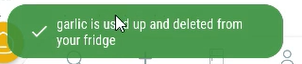 garlic is used up and deleted from
your fridge